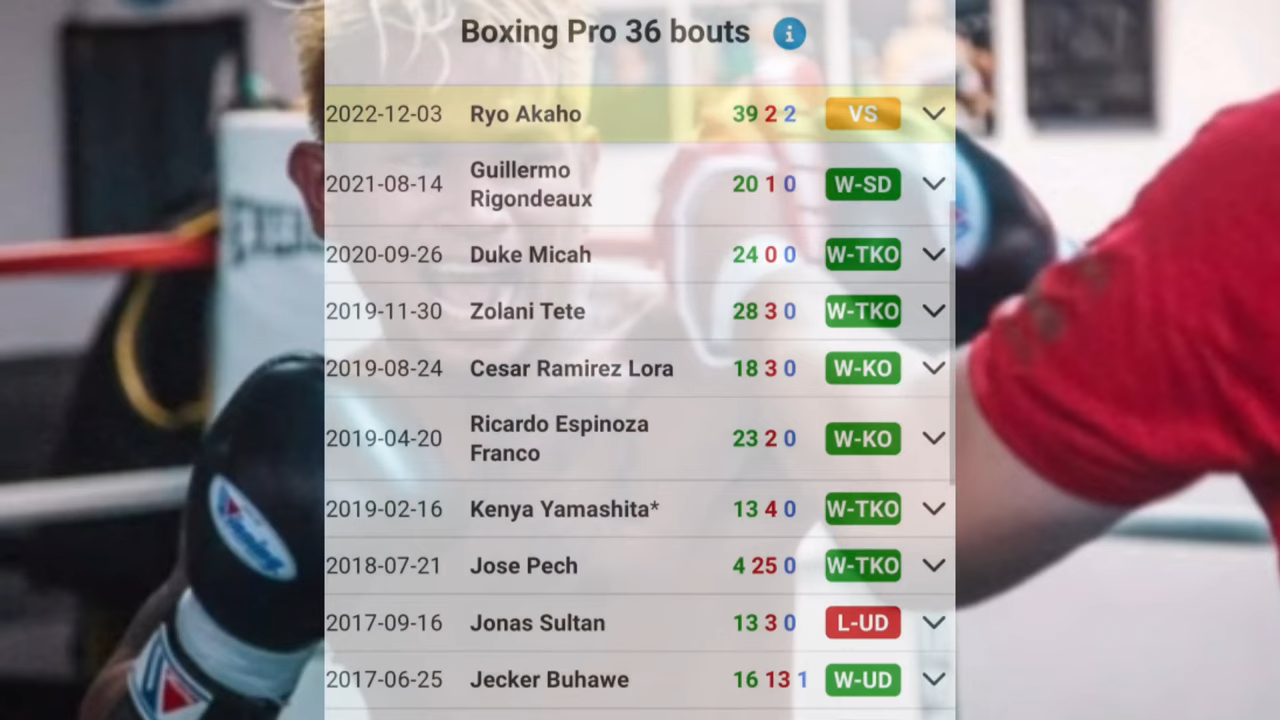 Boxing Pro 36 bouts i
2022-12-03 Ryo Akaho 39 2 2 VS
2021-08-14 Guillermo Rigondeaux 20 1 0 W-SD
2020-09-26 Duke Micah 24 0 0 W-TKO
2019-11-30 Zolani Tete 28 3 0 W-TKO
2019-08-24 Cesar Ramirez Lora 18 3 0 W-KO
2019-04-20 Ricardo Espinoza Franco 23 2 0 W-KO
2019-02-16 Kenya Yamashita* 13 4 0 W-TKO
2018-07-21 Jose Pech 4 25 0 W-TKO
2017-09-16 Jonas Sultan 13 3 0 L-UD
2017-06-25 Jecker Buhawe 16 13 1 W-UD
Winning